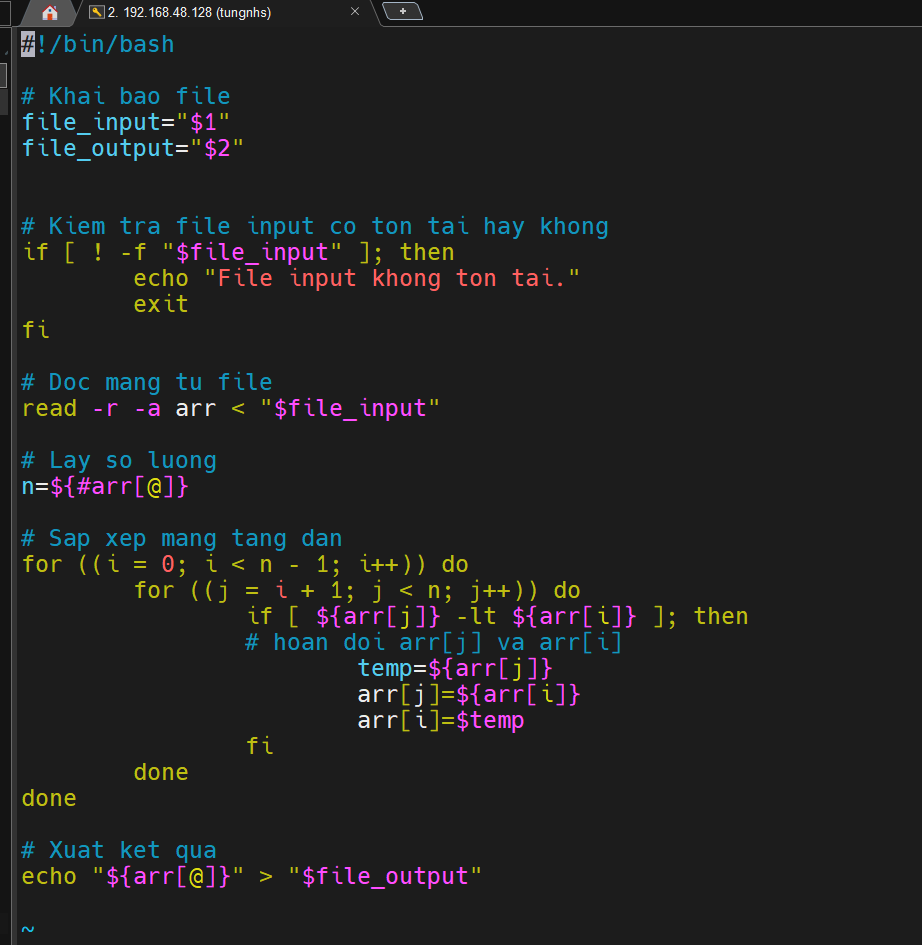 2. 192.168.48.128 (tungnhs)
#!/bin/bash
# Khai bao file
file_input="$1"
file_output="$2"
# Kiem tra file input co ton tai hay khong
if [ ! -f "$file_input" ]; then
echo "File input khong ton tai."
exit
fi
# Doc mang tu file
read -r -a arr < "$file_input"
# Lay so luong
n=${#arr[@]}
# Sap xep mang tang dan
for ((i = 0; i < n - 1; i++)) do
for ((j = i + 1; j < n; j++)) do
if [ ${arr[j]} -lt ${arr[i]} ]; then
# hoan doi arr[j] va arr[i]
temp=${arr[j]}
arr[j]=${arr[i]}
arr[i]=$temp
fi
done
done
# Xuat ket qua
echo "${arr[@]}" > "$file_output"
~